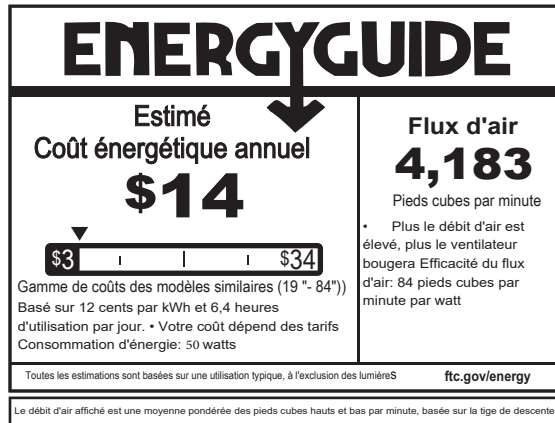 ENERGYGUIDE
Estimé
Coût énergétique annuel
$14
$3
$34
Gamme de coûts des modèles similaires (19 "- 84"))
Basé sur 12 cents par kWh et 6,4 heures
d'utilisation par jour. • Votre coût dépend des tarifs
Consommation d'énergie: 50 watts
Flux d'air
4,183
Pieds cubes par minute
• Plus le débit d'air est
élevé, plus le ventilateur
bougera Efficacité du flux
d'air: 84 pieds cubes par
minute par watt
Toutes les estimations sont basées sur une utilisation typique, à l'exclusion des lumièreS
ftc.gov/energy
Le débit d'air affiché est une moyenne pondérée des pieds cubes hauts et bas par minute, basée sur la tige de descente